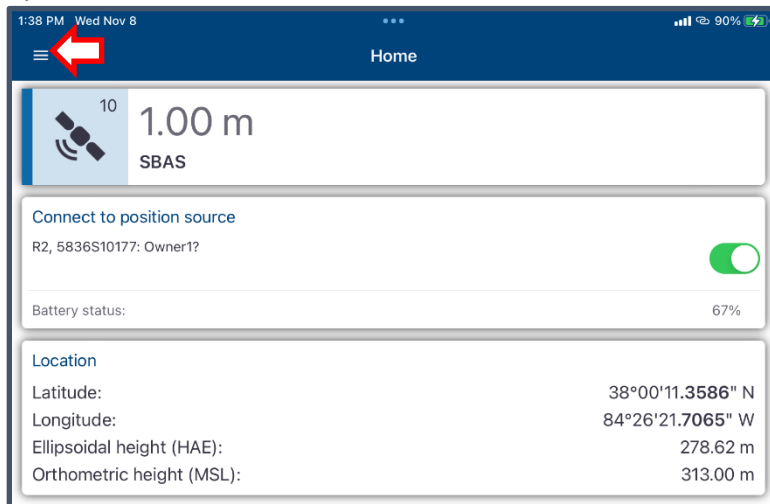 1:38 PM Wed Nov 8
90%
Home
10
1.00 m
SBAS
Connect to position source
R2, 5836S10177: Owner1?
Battery status: 67%
Location
Latitude: 38°00'11.3586" N
Longitude: 84°26'21.7065" W
Ellipsoidal height (HAE): 278.62 m
Orthometric height (MSL): 313.00 m